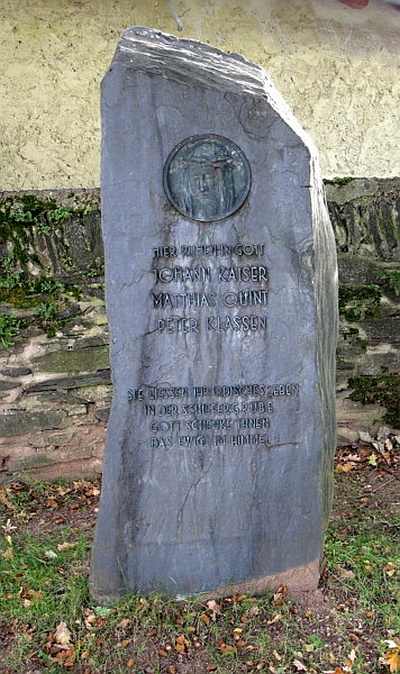 HIER RUHEN IN GOTT
JOHANN KAISER
MATTHIAS QUINT
PETER KLASSEN
SIE LIESSEN IHR IRDISCHES LEBEN
IN DER SCHIEFERGRUBE
GOTT SCHENKE IHNEN
DAS EWIGE IM HIMMEL